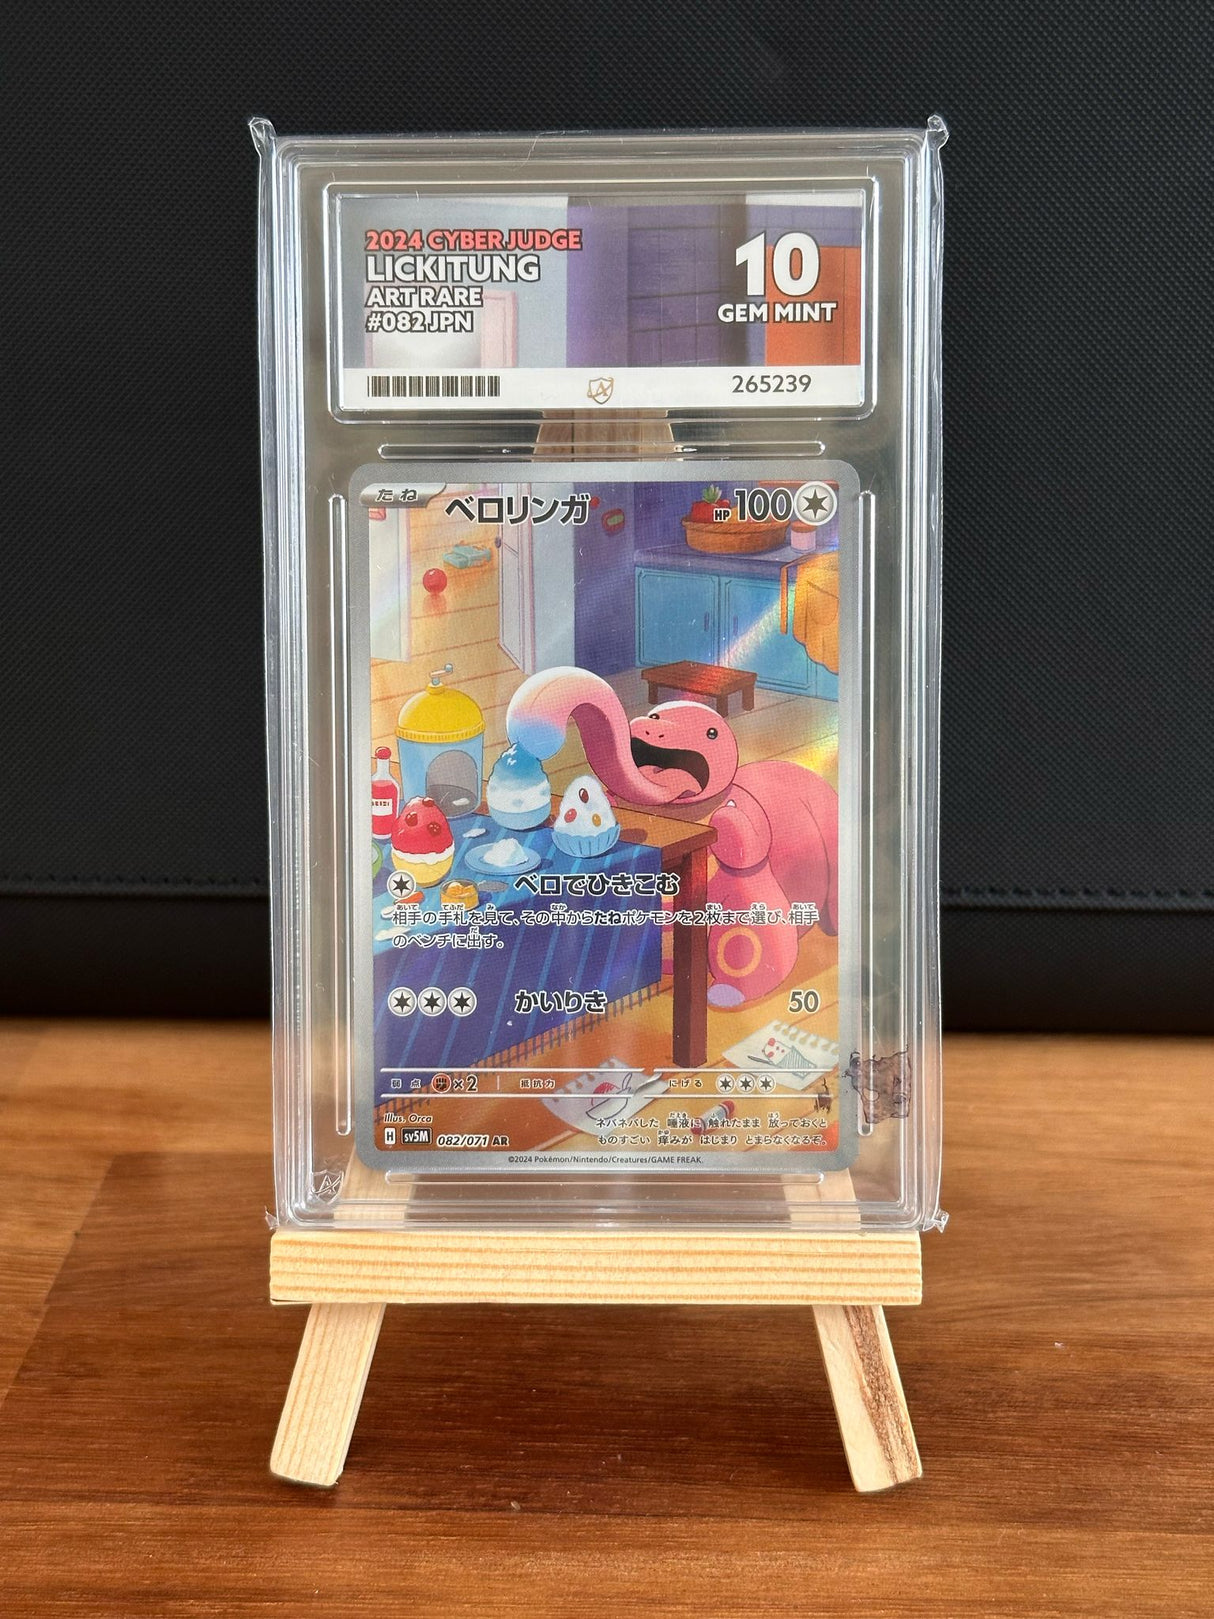 2024 CYBER JUDGE
LICKITUNG
ART RARE
#082 JPN
10
GEM MINT
265239
たね ベロリンガ HP 100
ベロでひきこむ
相手の手札を見て、その中からたねポケモンを2枚まで選び、相手
のベンチに出す。
かいりき 50
弱点 ×2 抵抗力 にげる
Illus. Orca
ネバネバした 唾液に 触れたまま 放っておくと
H sv5M 082/071 AR ものすごい 痒みが はじまり とまらなくなるぞ。
©2024 Pokémon/Nintendo/Creatures/GAME FREAK.